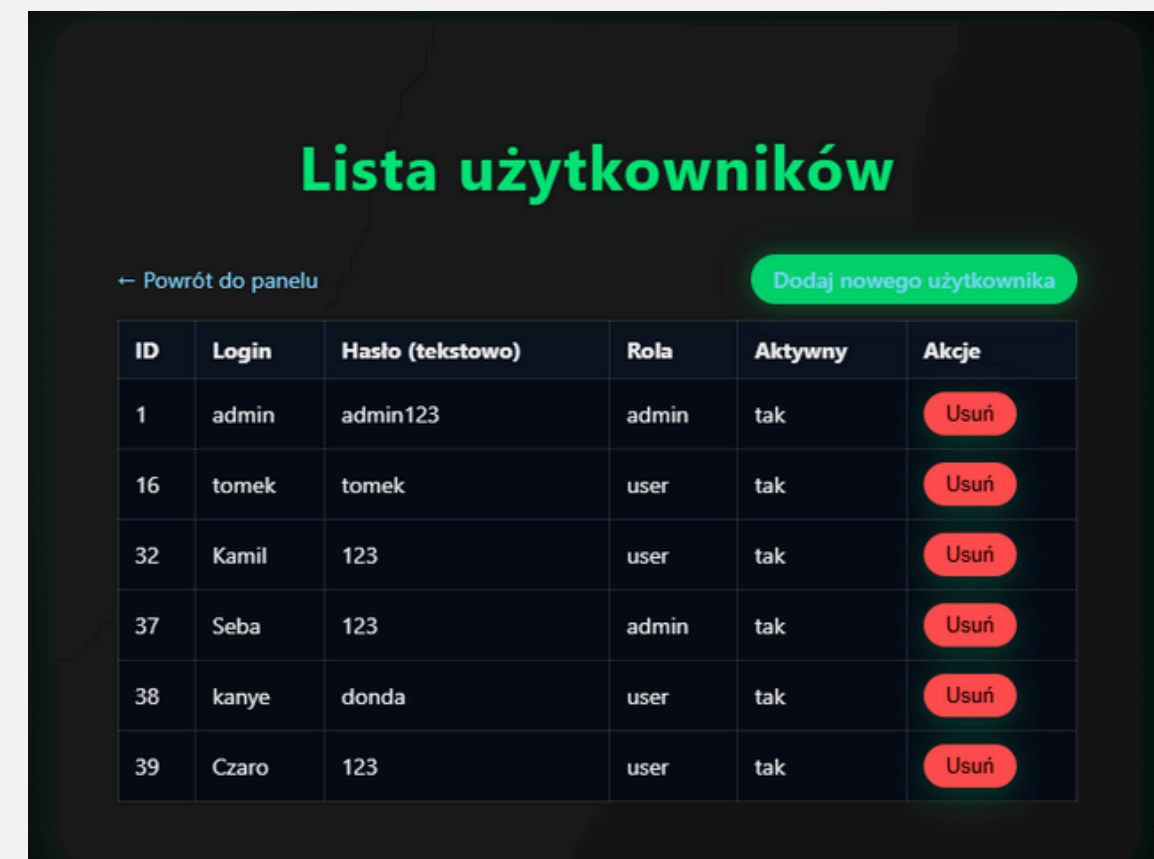 Lista użytkowników
← Powrót do panelu Dodaj nowego użytkownika
ID Login Hasło (tekstowo) Rola Aktywny Akcje
1 admin admin123 admin tak Usuń
16 tomek tomek user tak Usuń
32 Kamil 123 user tak Usuń
37 Seba 123 admin tak Usuń
38 kanye donda user tak Usuń
39 Czaro 123 user tak Usuń